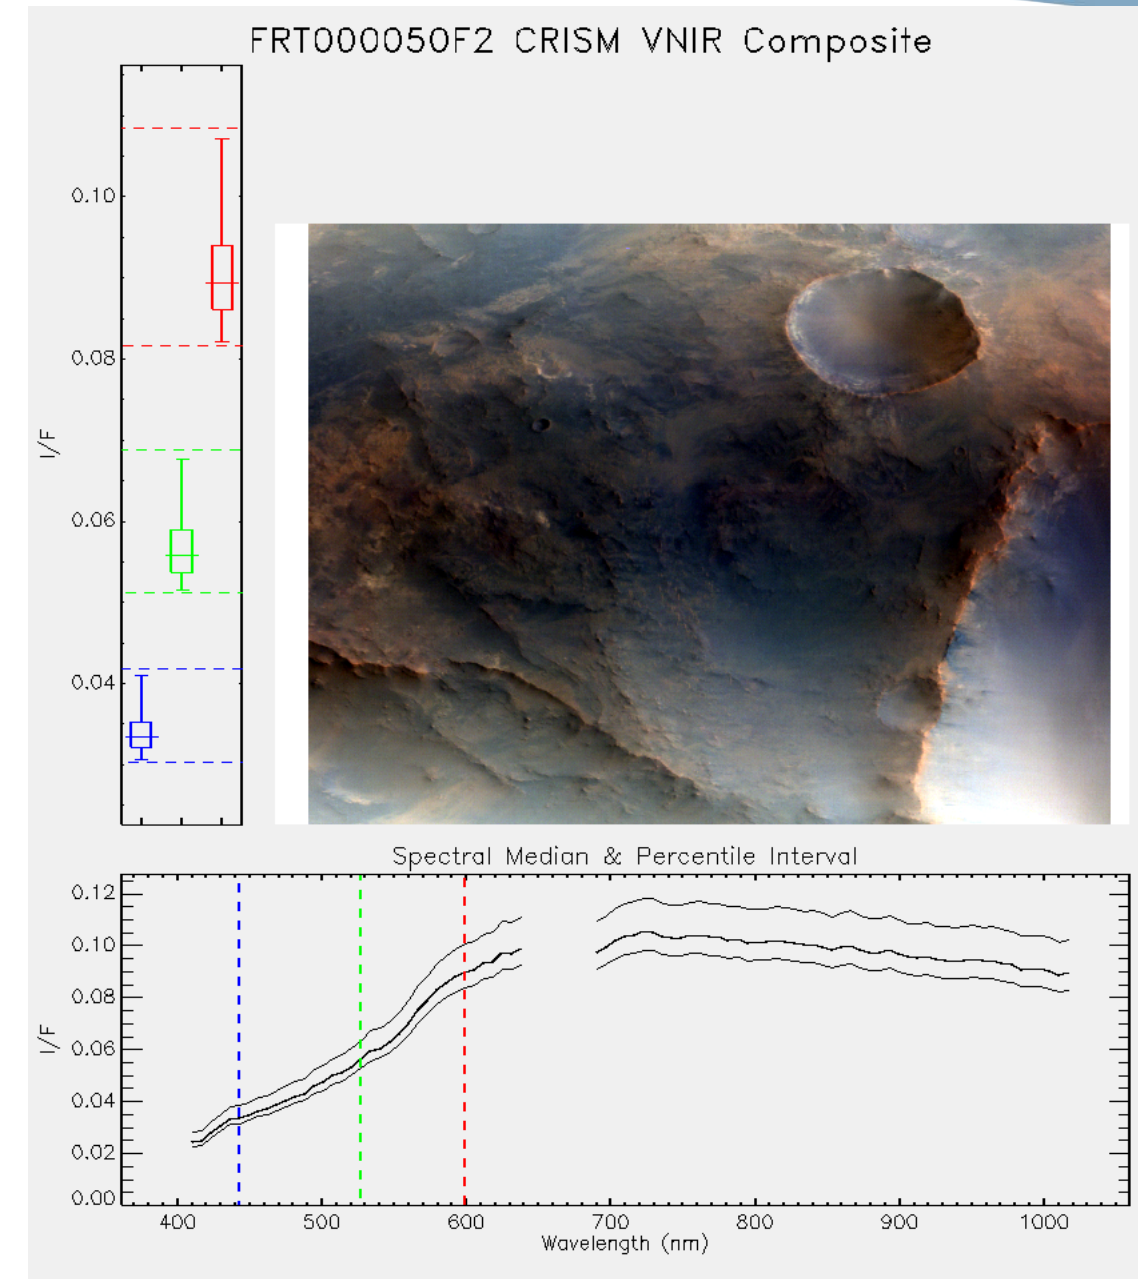 FRT000050F2 CRISM VNIR Composite
0.10
0.08
I/F
0.06
0.04
Spectral Median & Percentile Interval
0.12
0.10
0.08
I/F
0.06
0.04
0.02
0.00
400 500 600 700 800 900 1000
Wavelength (nm)